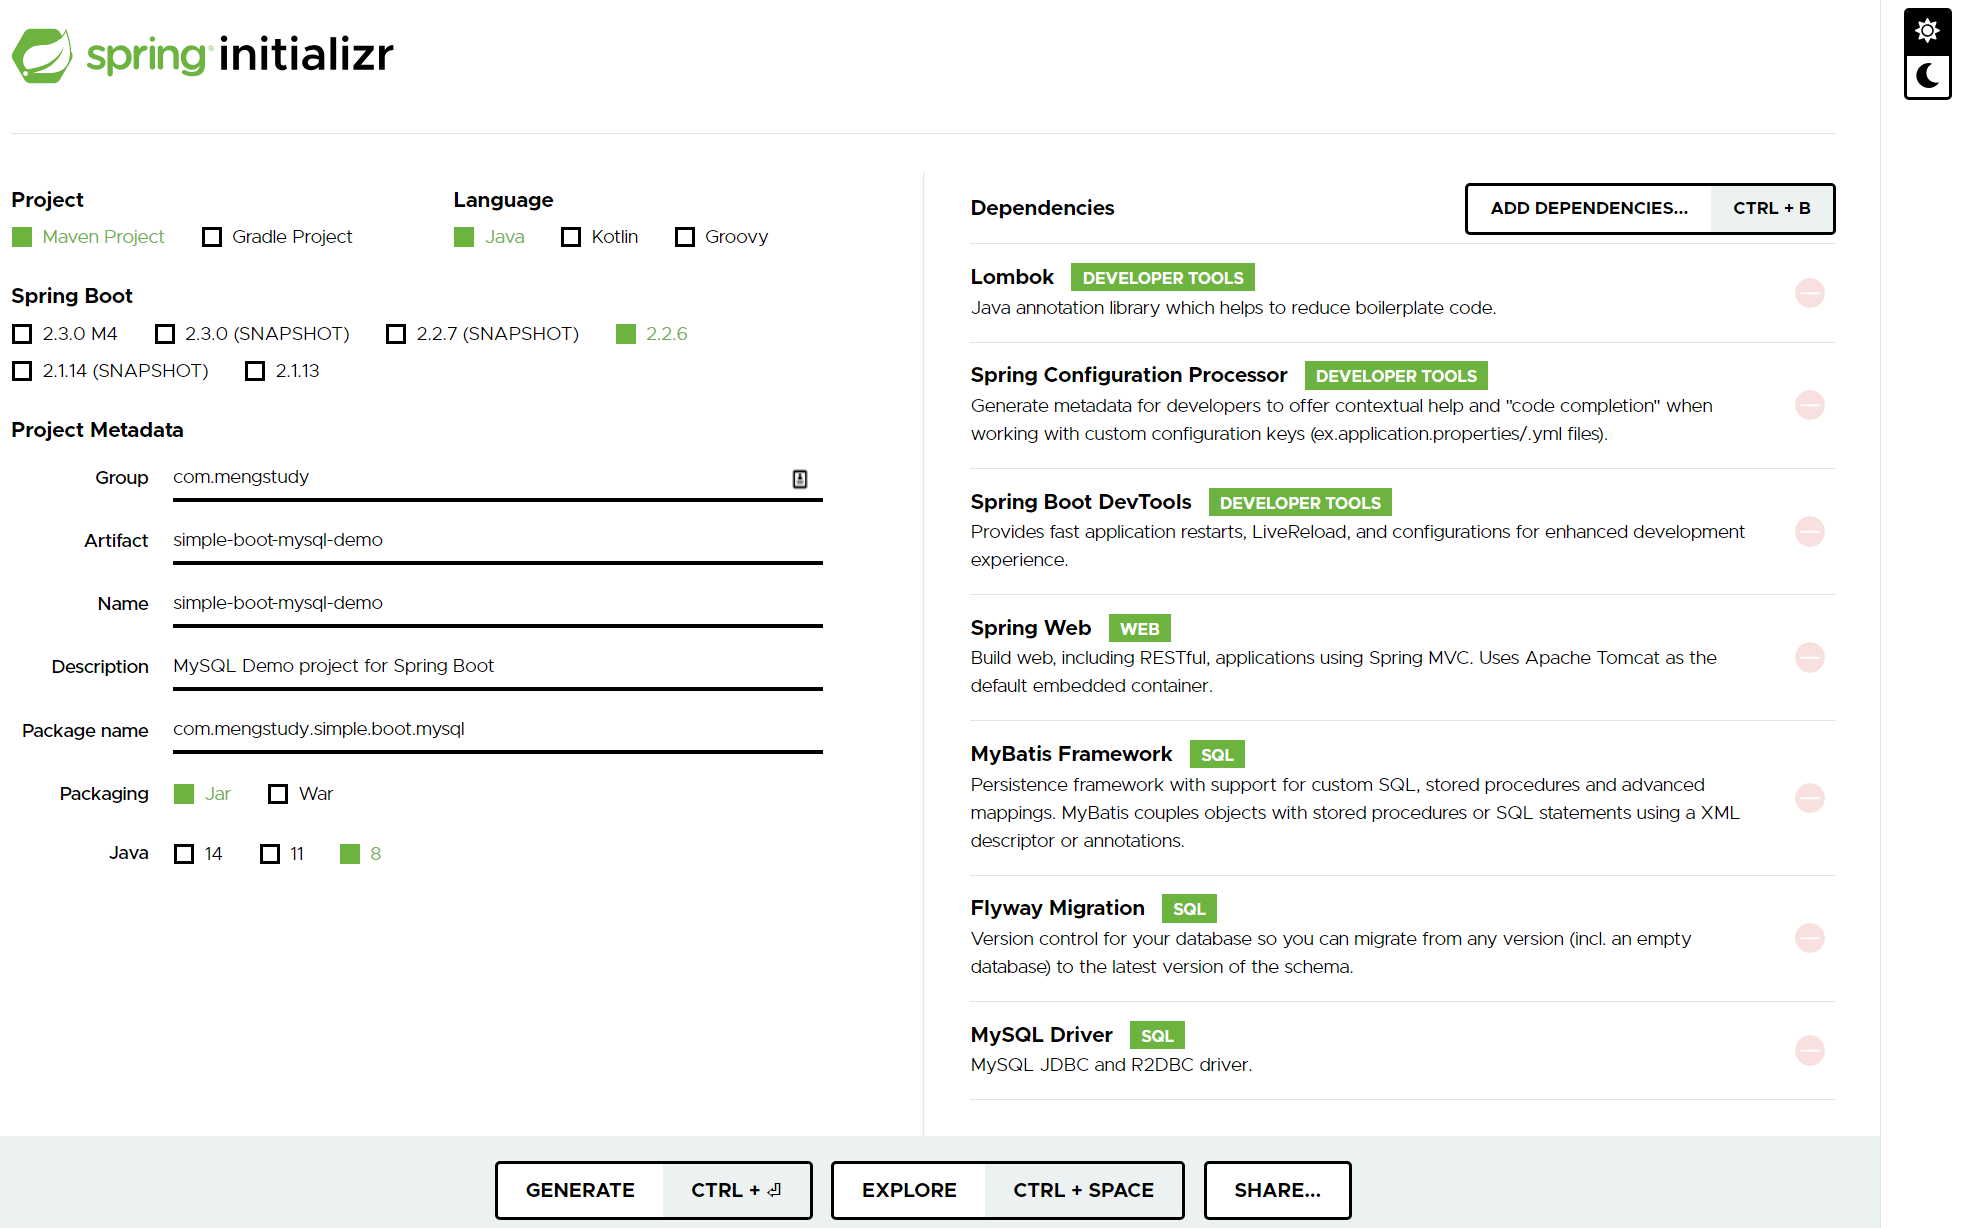 spring initializr
Project
Maven Project Gradle Project
Language
Java Kotlin Groovy
Spring Boot
2.3.0 M4 2.3.0 (SNAPSHOT) 2.2.7 (SNAPSHOT) 2.2.6
2.1.14 (SNAPSHOT) 2.1.13
Project Metadata
Group com.mengstudy
Artifact simple-boot-mysql-demo
Name simple-boot-mysql-demo
Description MySQL Demo project for Spring Boot
Package name com.mengstudy.simple.boot.mysql
Packaging Jar War
Java 14 11 8
Dependencies ADD DEPENDENCIES... CTRL + B
Lombok DEVELOPER TOOLS
Java annotation library which helps to reduce boilerplate code.
Spring Configuration Processor DEVELOPER TOOLS
Generate metadata for developers to offer contextual help and "code completion" when
working with custom configuration keys (ex.application.properties/.yml files).
Spring Boot DevTools DEVELOPER TOOLS
Provides fast application restarts, LiveReload, and configurations for enhanced development
experience.
Spring Web WEB
Build web, including RESTful, applications using Spring MVC. Uses Apache Tomcat as the
default embedded container.
MyBatis Framework SQL
Persistence framework with support for custom SQL, stored procedures and advanced
mappings. MyBatis couples objects with stored procedures or SQL statements using a XML
descriptor or annotations.
Flyway Migration SQL
Version control for your database so you can migrate from any version (incl. an empty
database) to the latest version of the schema.
MySQL Driver SQL
MySQL JDBC and R2DBC driver.
GENERATE CTRL + ⏎ EXPLORE CTRL + SPACE SHARE...